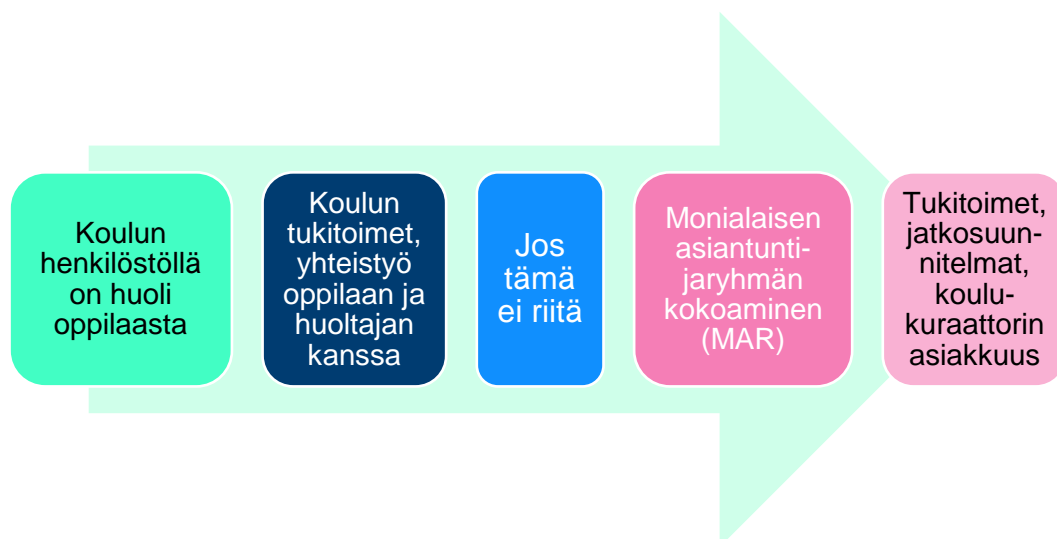 Koulun
henkilöstöllä
on huoli
oppilaasta
Koulun
tukitoimet,
yhteistyö
oppilaan ja
huoltajan
kanssa
Jos
tämä
ei riitä
Monialaisen
asiantunti-
jaryhmän
kokoaminen
(MAR)
Tukitoimet,
jatkosuun-
nitelmat,
koulu-
kuraattorin
asiakkuus